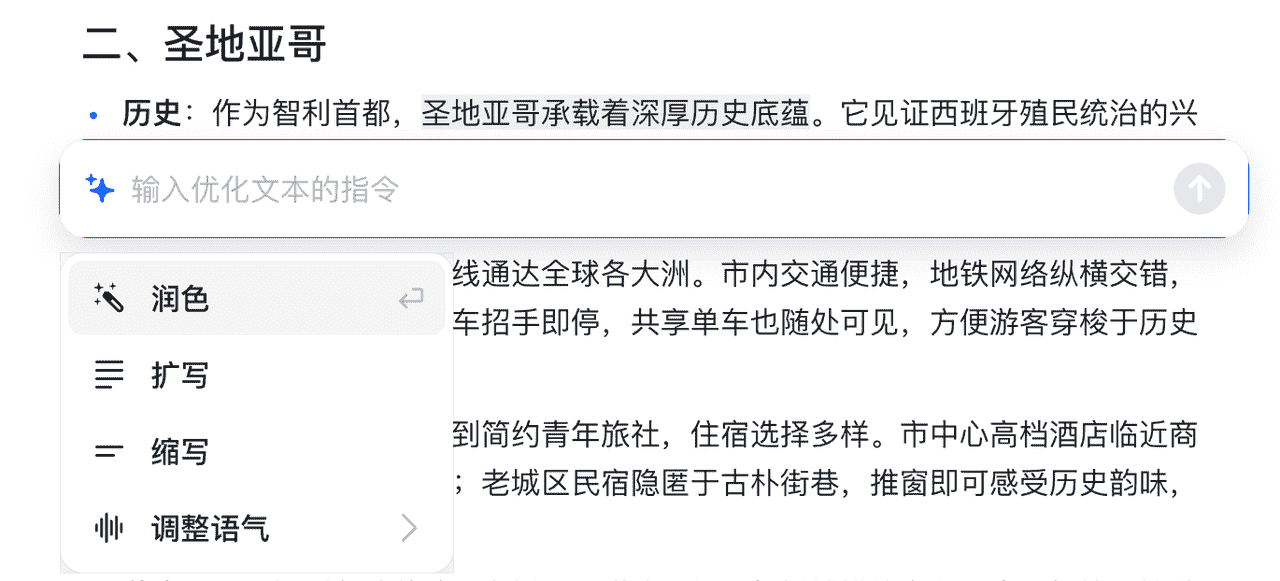 二、圣地亚哥
• 历史：作为智利首都，圣地亚哥承载着深厚历史底蕴。它见证西班牙殖民统治的兴
输入优化文本的指令
线通达全球各大洲。市内交通便捷，地铁网络纵横交错，
润色
车招手即停，共享单车也随处可见，方便游客穿梭于历史
扩写
到简约青年旅社，住宿选择多样。市中心高档酒店临近商
缩写
；老城区民宿隐匿于古朴街巷，推窗即可感受历史韵味，
调整语气